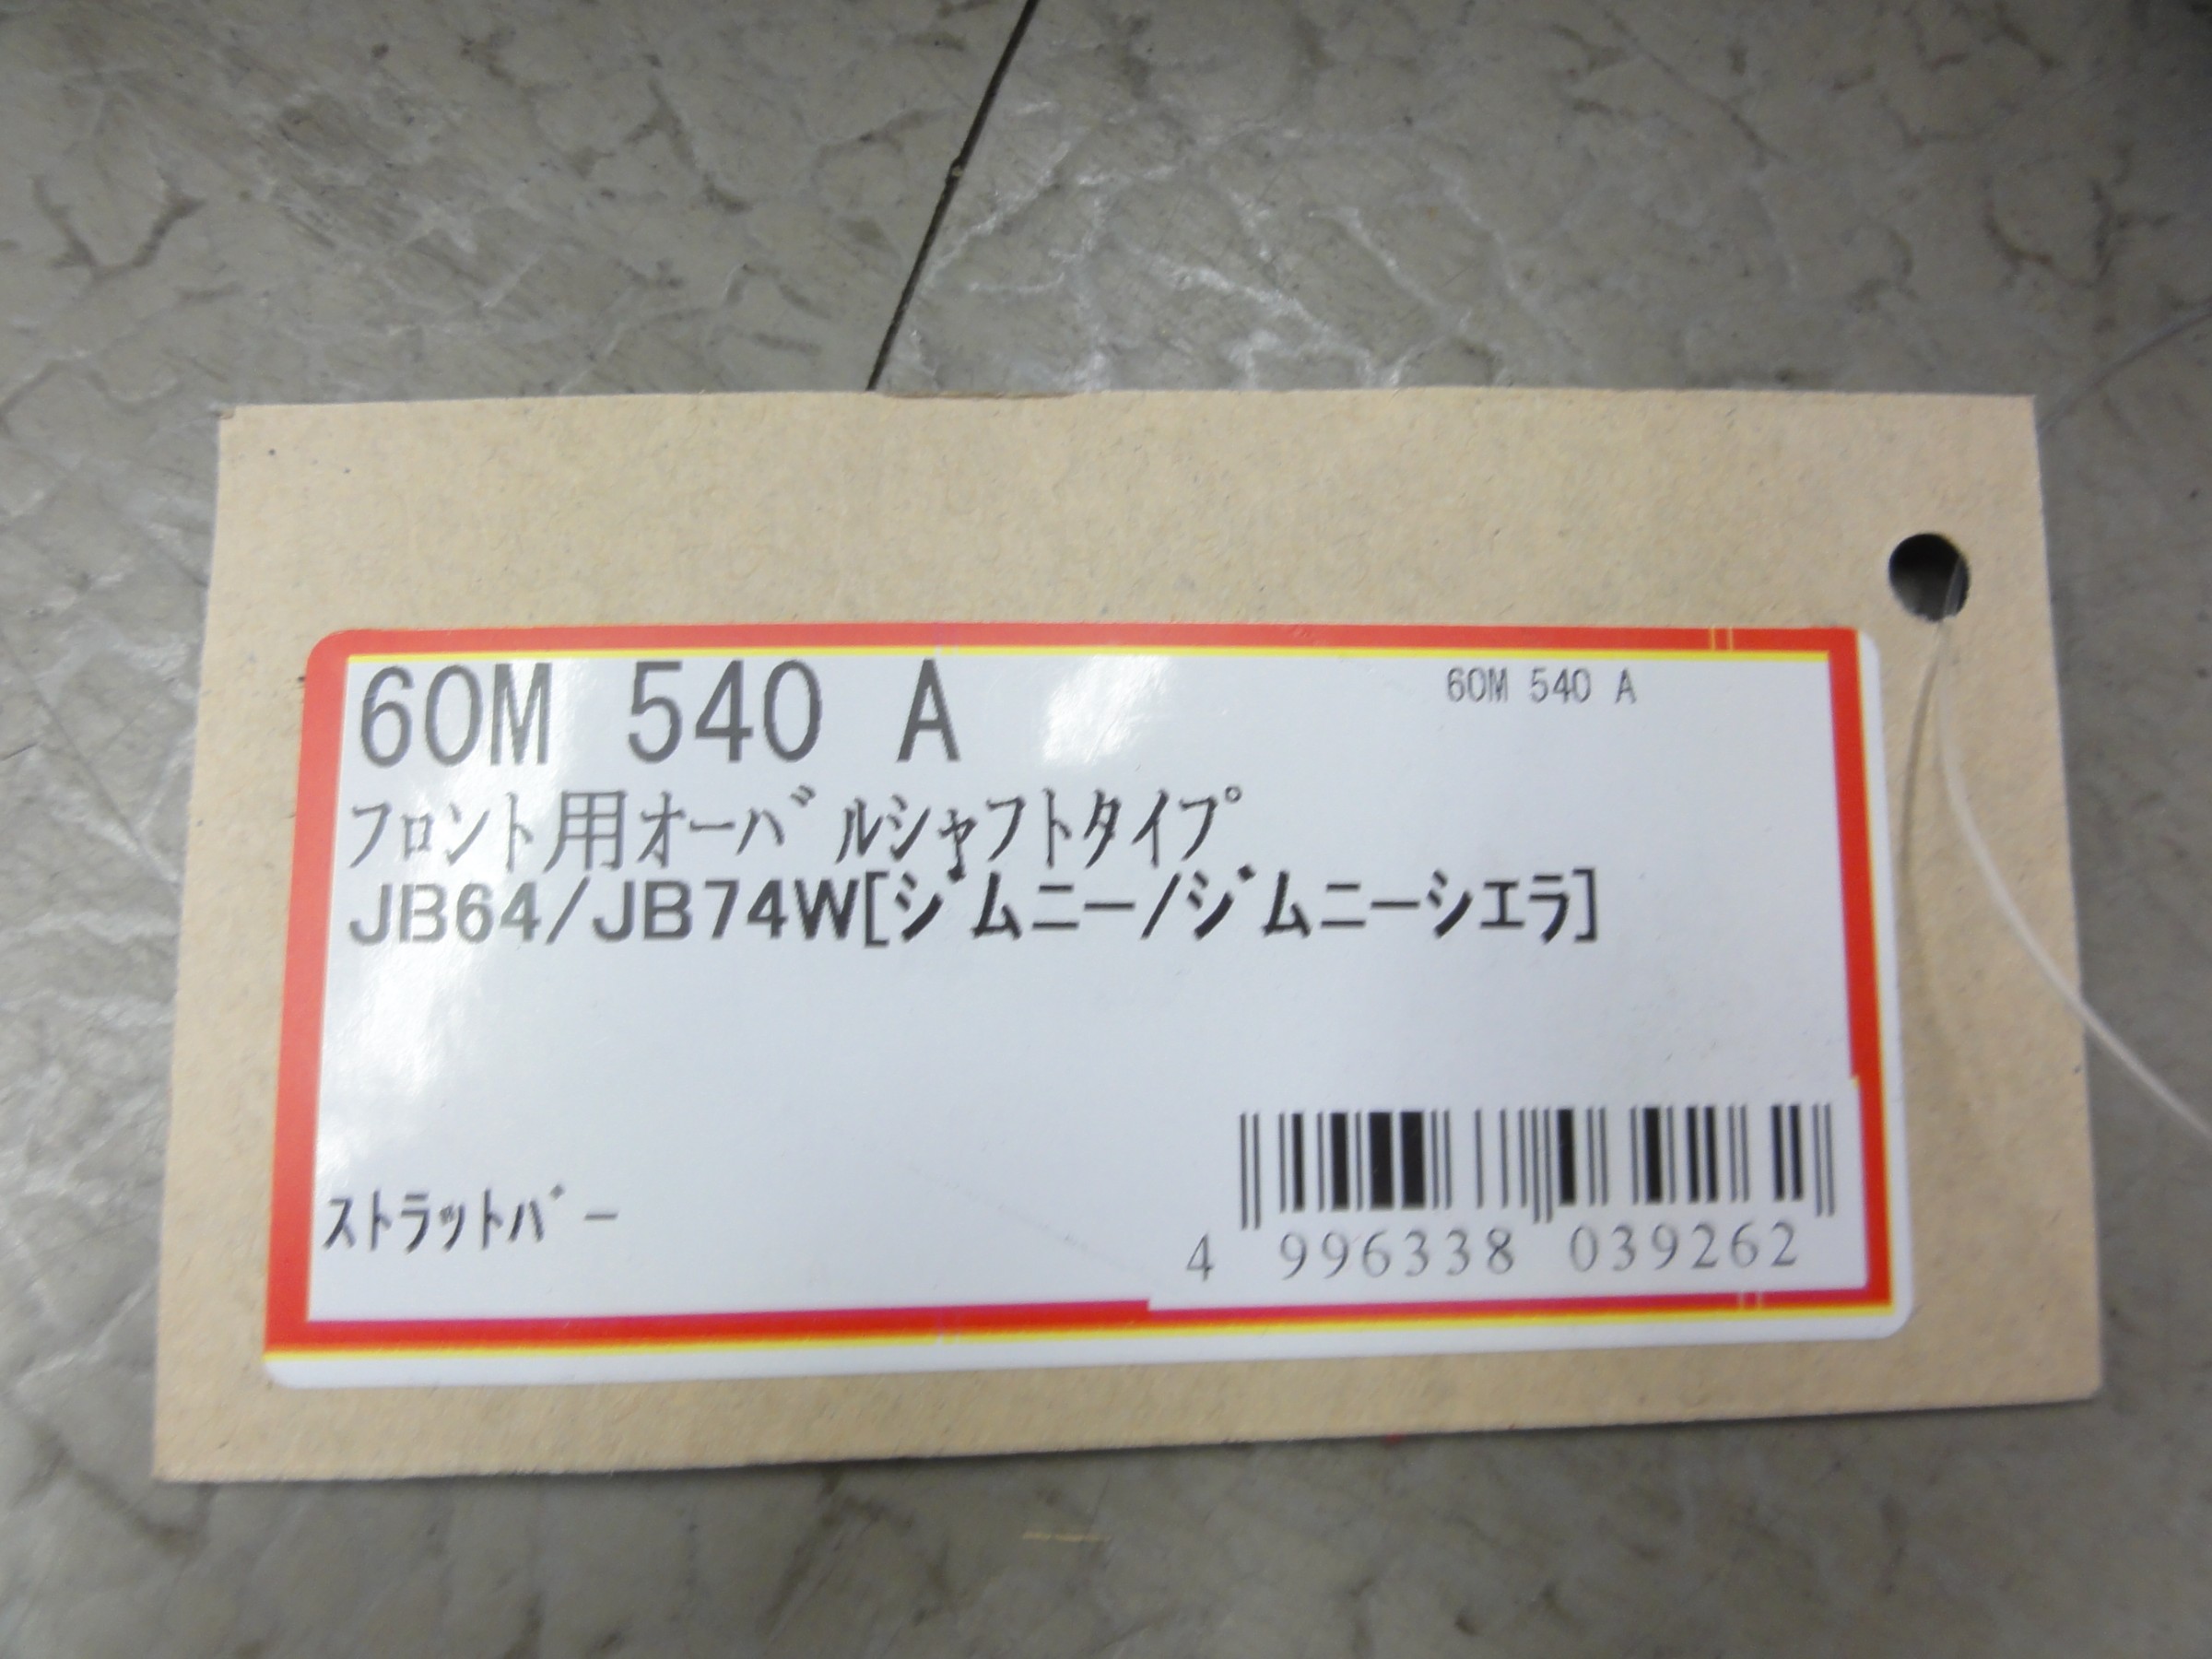 60M 540 A
60M 540 A
フロント用オーバルシャフトタイプ
JB64/JB74W[ジムニー/ジムニーシエラ]
ストラットバー
4 996338 039262